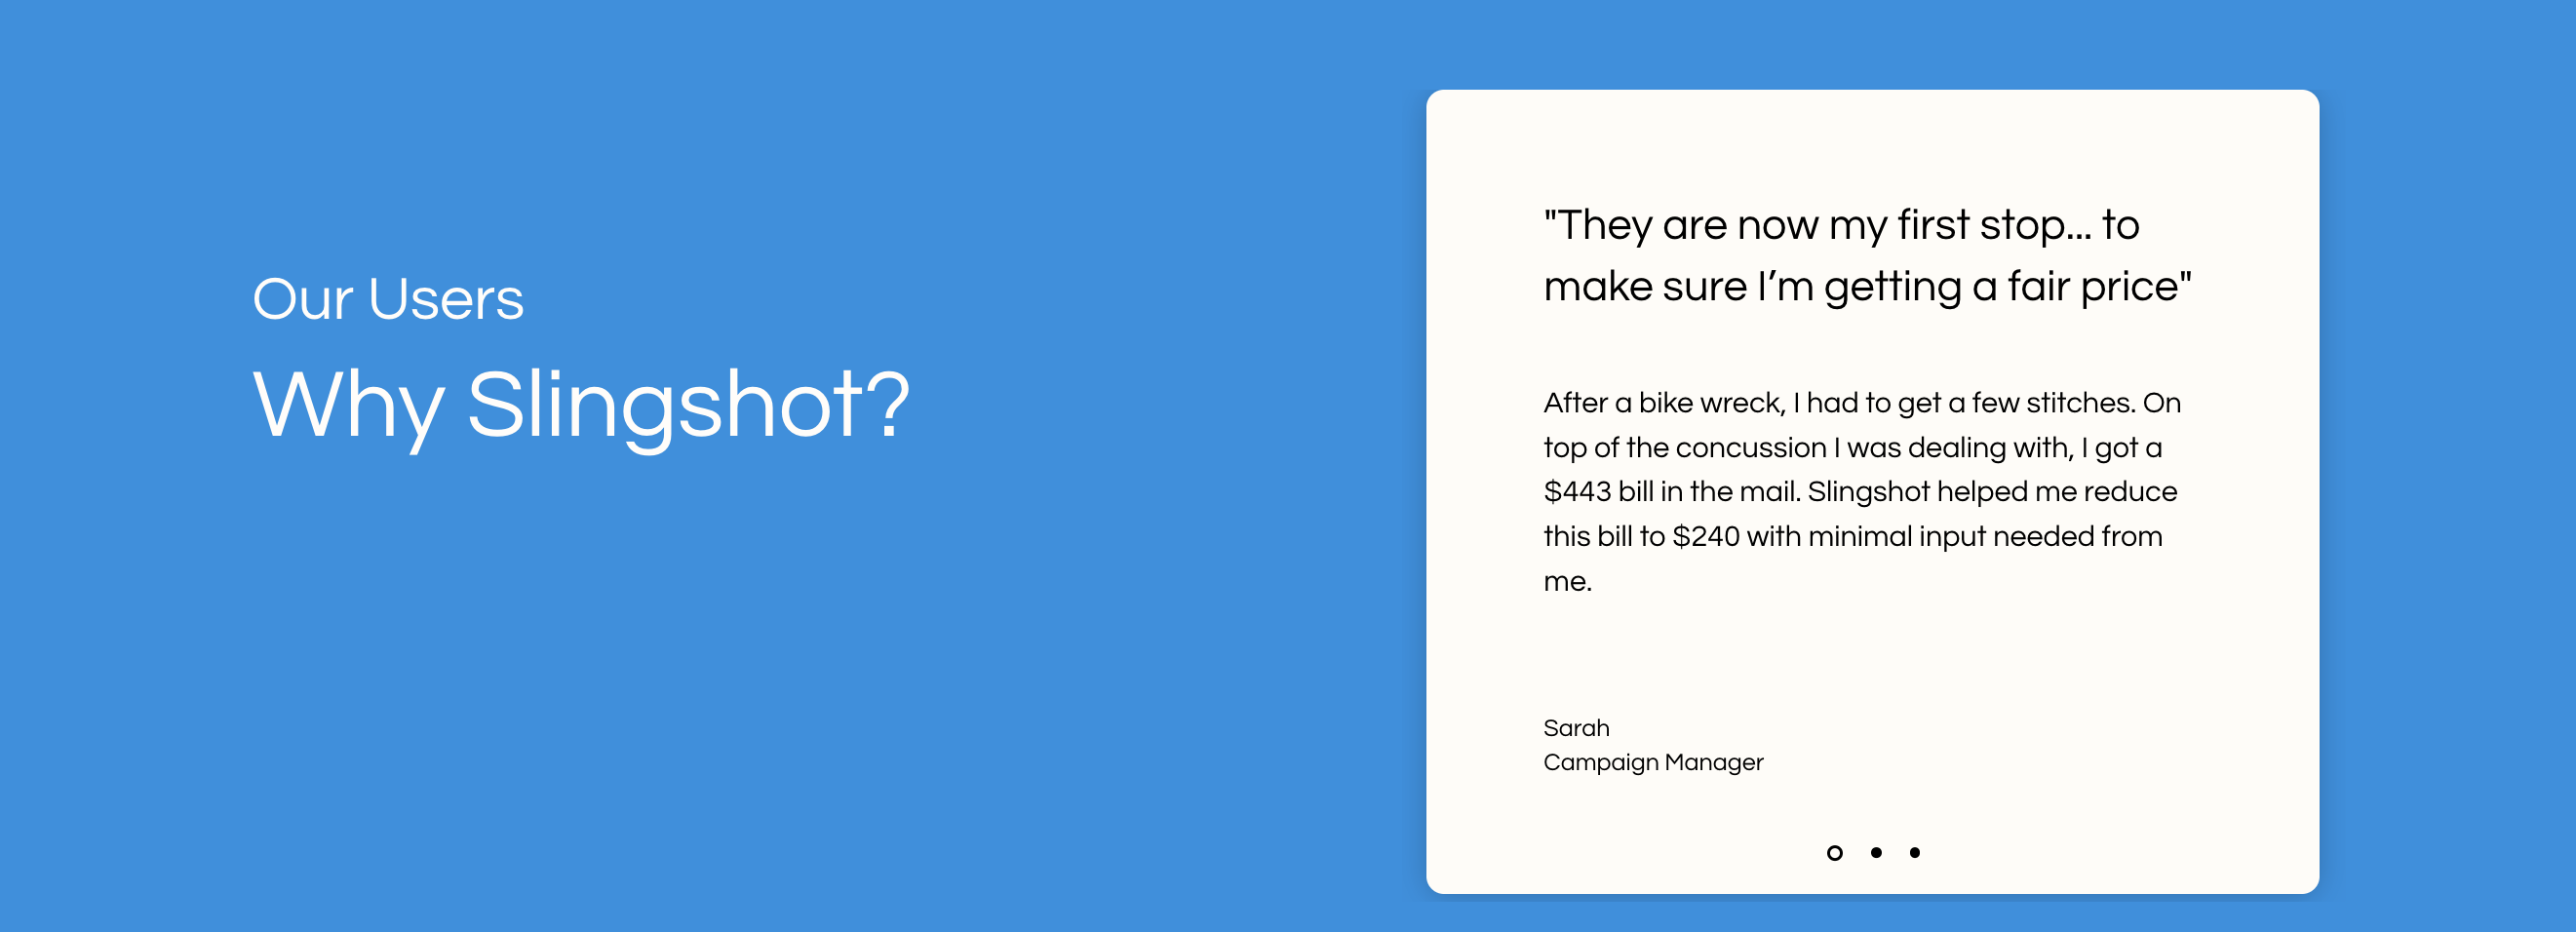 Our Users
Why Slingshot?
"They are now my first stop... to
make sure I’m getting a fair price"
After a bike wreck, I had to get a few stitches. On
top of the concussion I was dealing with, I got a
$443 bill in the mail. Slingshot helped me reduce
this bill to $240 with minimal input needed from
me.
Sarah
Campaign Manager